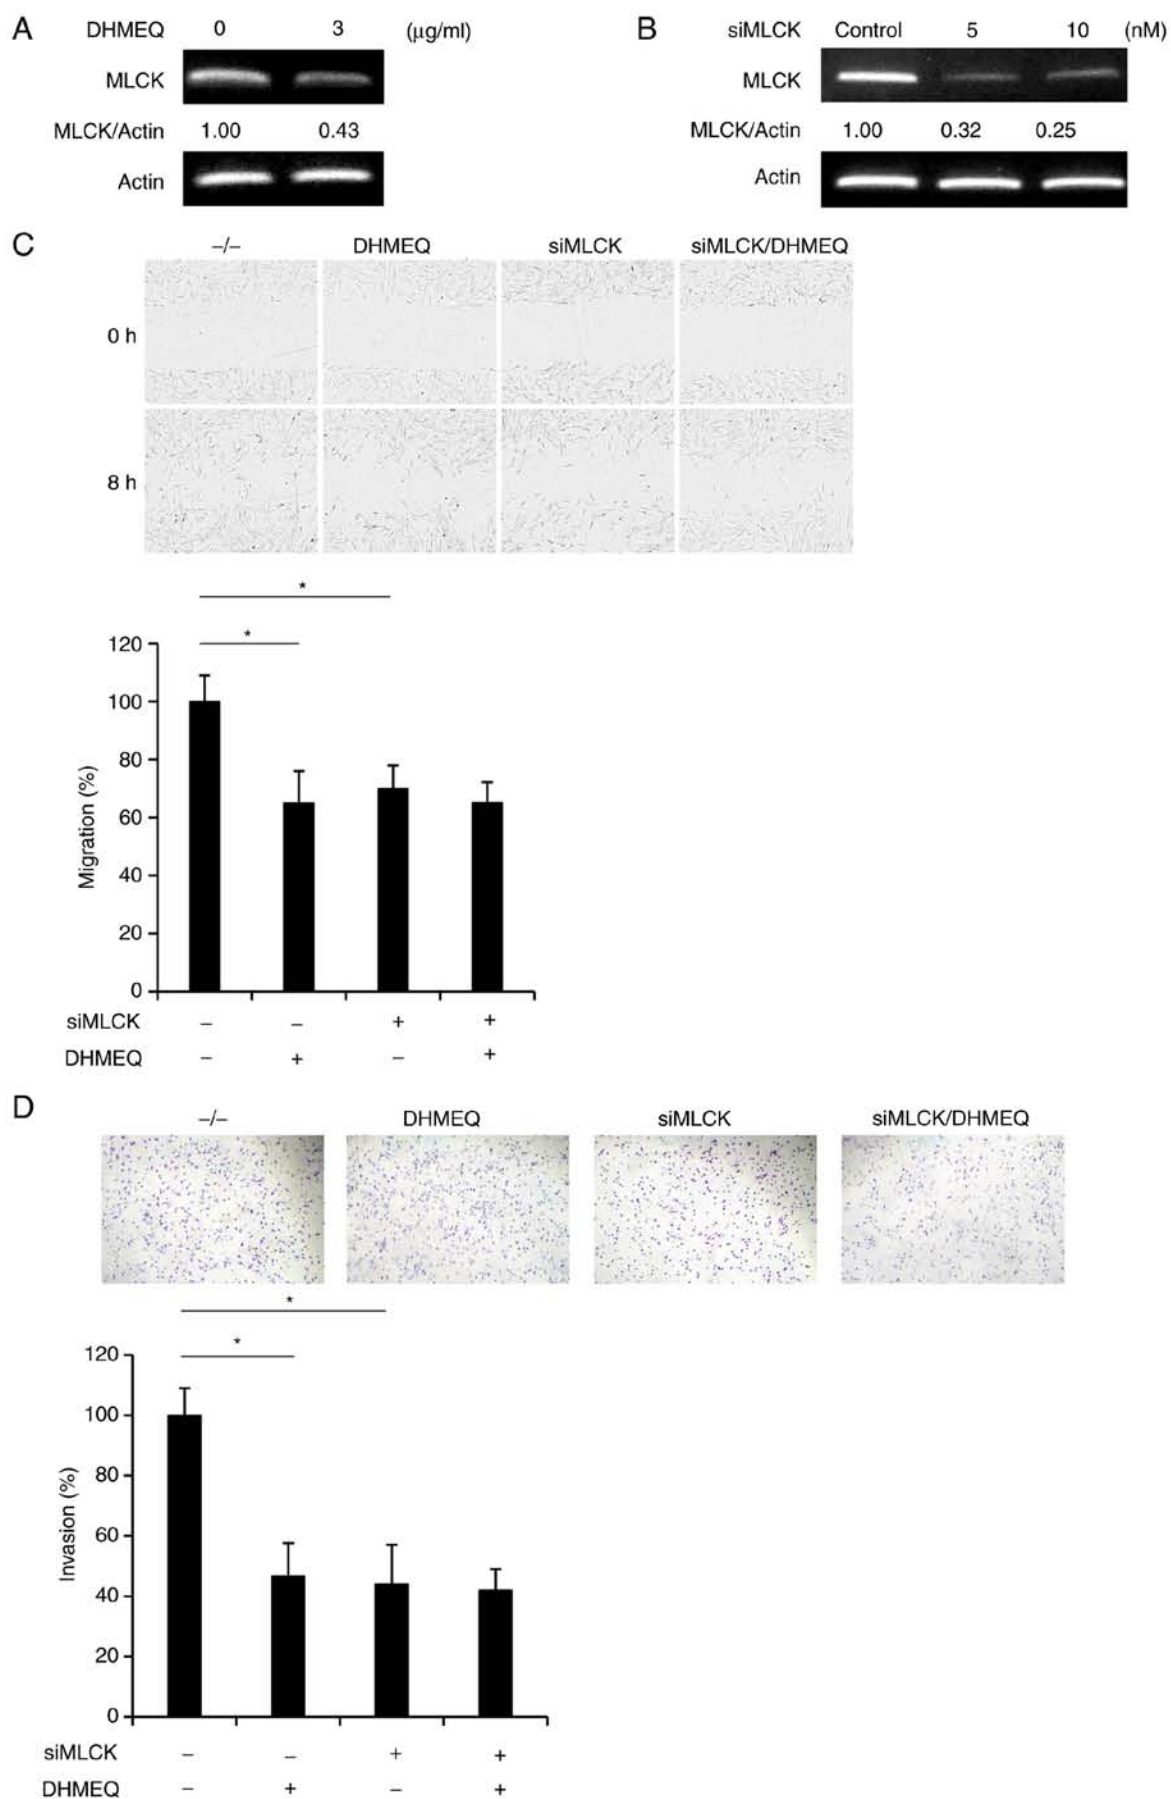 A
DHMEQ 0 3 (μg/ml)
MLCK
MLCK/Actin 1.00 0.43
Actin
B
siMLCK Control 5 10 (nM)
MLCK
MLCK/Actin 1.00 0.32 0.25
Actin
C
–/– DHMEQ siMLCK siMLCK/DHMEQ
0 h
8 h
*
*
120
100
80
60
40
20
0
Migration (%)
siMLCK – – + +
DHMEQ – + – +
D
–/– DHMEQ siMLCK siMLCK/DHMEQ
*
*
120
100
80
60
40
20
0
Invasion (%)
siMLCK – – + +
DHMEQ – + – +